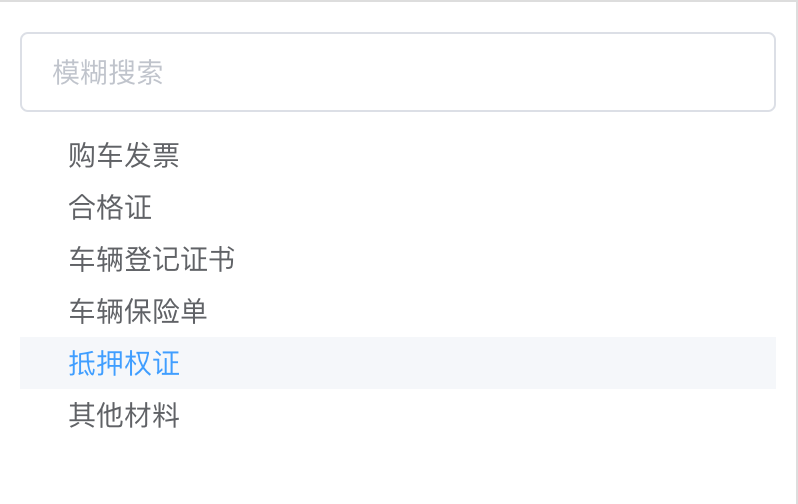 模糊搜索
购车发票
合格证
车辆登记证书
车辆保险单
抵押权证
其他材料